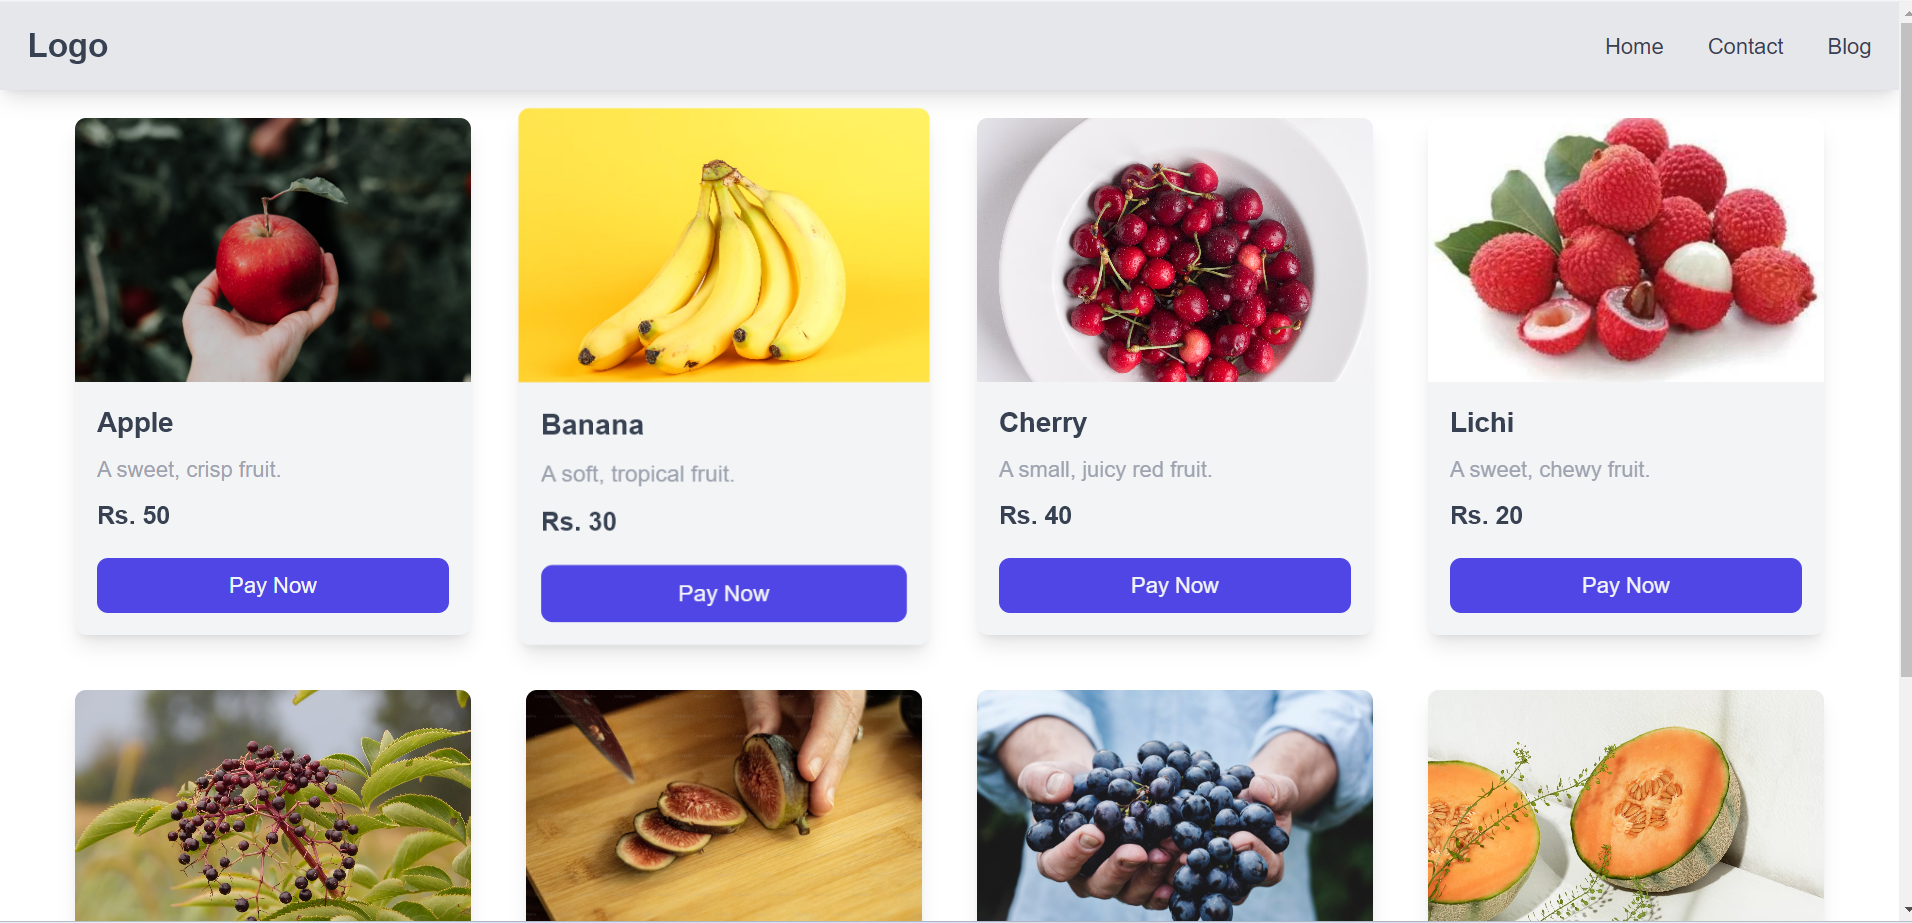 Logo
Home Contact Blog
Apple
A sweet, crisp fruit.
Rs. 50
Pay Now
Banana
A soft, tropical fruit.
Rs. 30
Pay Now
Cherry
A small, juicy red fruit.
Rs. 40
Pay Now
Lichi
A sweet, chewy fruit.
Rs. 20
Pay Now